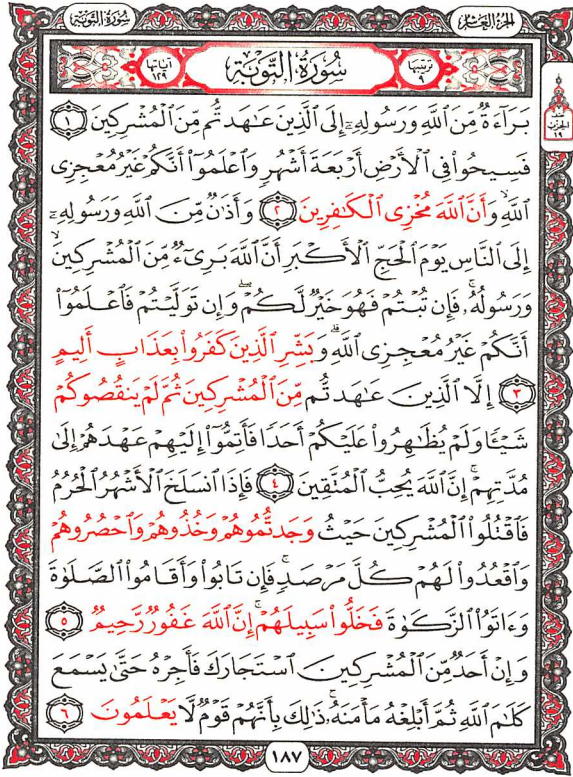 الجزء العاشر
سورة التوبة
ترتيبها ٩
سُورَةُ التَّوْبَةِ
آياتها ١٢٩
بَرَآءَةٌ مِّنَ ٱللَّهِ وَرَسُولِهِۦٓ إِلَى ٱلَّذِينَ عَٰهَدتُّم مِّنَ ٱلْمُشْرِكِينَ ١
فَسِيحُوا۟ فِى ٱلْأَرْضِ أَرْبَعَةَ أَشْهُرٍ وَٱعْلَمُوٓا۟ أَنَّكُمْ غَيْرُ مُعْجِزِى
ٱللَّهِ ۙ وَأَنَّ ٱللَّهَ مُخْزِى ٱلْكَٰفِرِينَ ٢ وَأَذَٰنٌ مِّنَ ٱللَّهِ وَرَسُولِهِۦٓ
إِلَى ٱلنَّاسِ يَوْمَ ٱلْحَجِّ ٱلْأَكْبَرِ أَنَّ ٱللَّهَ بَرِىٓءٌ مِّنَ ٱلْمُشْرِكِينَ ۙ
وَرَسُولُهُۥ ۚ فَإِن تُبْتُمْ فَهُوَ خَيْرٌ لَّكُمْ ۖ وَإِن تَوَلَّيْتُمْ فَٱعْلَمُوٓا۟
أَنَّكُمْ غَيْرُ مُعْجِزِى ٱللَّهِ ۗ وَبَشِّرِ ٱلَّذِينَ كَفَرُوا۟ بِعَذَابٍ أَلِيمٍ
٣ إِلَّا ٱلَّذِينَ عَٰهَدتُّم مِّنَ ٱلْمُشْرِكِينَ ثُمَّ لَمْ يَنقُصُوكُمْ
شَيْـًٔا وَلَمْ يُظَٰهِرُوا۟ عَلَيْكُمْ أَحَدًا فَأَتِمُّوٓا۟ إِلَيْهِمْ عَهْدَهُمْ إِلَىٰ
مُدَّتِهِمْ ۚ إِنَّ ٱللَّهَ يُحِبُّ ٱلْمُتَّقِينَ ٤ فَإِذَا ٱنسَلَخَ ٱلْأَشْهُرُ ٱلْحُرُمُ
فَٱقْتُلُوا۟ ٱلْمُشْرِكِينَ حَيْثُ وَجَدتُّمُوهُمْ وَخُذُوهُمْ وَٱحْصُرُوهُمْ
وَٱقْعُدُوا۟ لَهُمْ كُلَّ مَرْصَدٍ ۚ فَإِن تَابُوا۟ وَأَقَامُوا۟ ٱلصَّلَوٰةَ
وَءَاتَوُا۟ ٱلزَّكَوٰةَ فَخَلُّوا۟ سَبِيلَهُمْ ۚ إِنَّ ٱللَّهَ غَفُورٌ رَّحِيمٌ ٥
وَإِنْ أَحَدٌ مِّنَ ٱلْمُشْرِكِينَ ٱسْتَجَارَكَ فَأَجِرْهُ حَتَّىٰ يَسْمَعَ
كَلَٰمَ ٱللَّهِ ثُمَّ أَبْلِغْهُ مَأْمَنَهُۥ ۚ ذَٰلِكَ بِأَنَّهُمْ قَوْمٌ لَّا يَعْلَمُونَ ٦
١٨٧